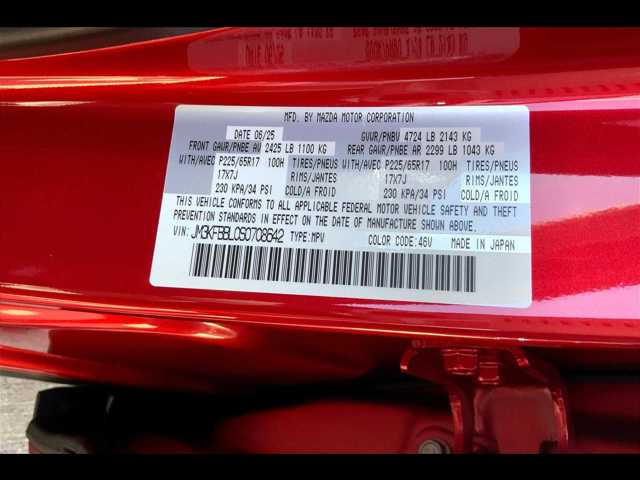 MFD. BY MAZDA MOTOR CORPORATION
DATE 06/25 GVWR/PNBV 4724 LB 2143 KG
FRONT GAWR/PNBE AV 2425 LB 1100 KG REAR GAWR/PNBE AR 2299 LB 1043 KG
WITH/AVEC P225/65R17 100H TIRES/PNEUS WITH/AVEC P225/65R17 100H TIRES/PNEUS
17X7J RIMS/JANTES 17X7J RIMS/JANTES
230 KPA/34 PSI COLD/A FROID 230 KPA/34 PSI COLD/A FROID
THIS VEHICLE CONFORMS TO ALL APPLICABLE FEDERAL MOTOR VEHICLE SAFETY AND THEFT
PREVENTION STANDARDS IN EFFECT ON THE DATE OF MANUFACTURE SHOWN ABOVE.
VIN: JM3KFBBL0S0708642 TYPE:MPV COLOR CODE:46V MADE IN JAPAN